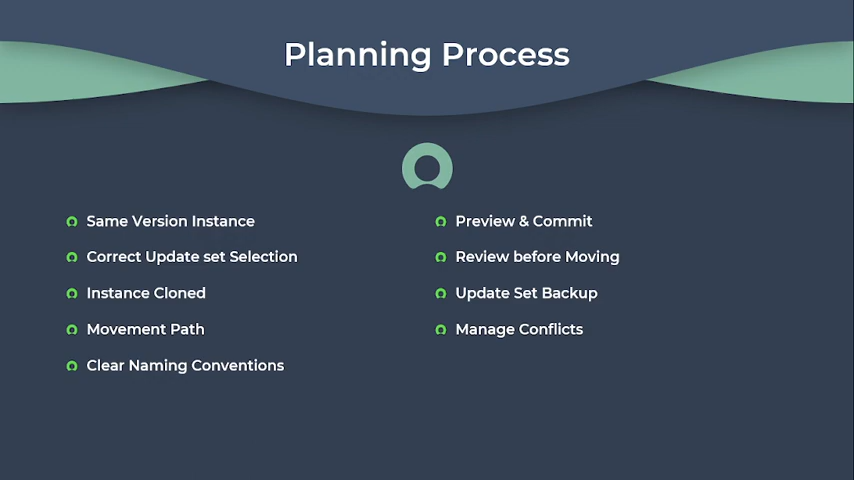 Planning Process
Same Version Instance
Correct Update set Selection
Instance Cloned
Movement Path
Clear Naming Conventions
Preview & Commit
Review before Moving
Update Set Backup
Manage Conflicts